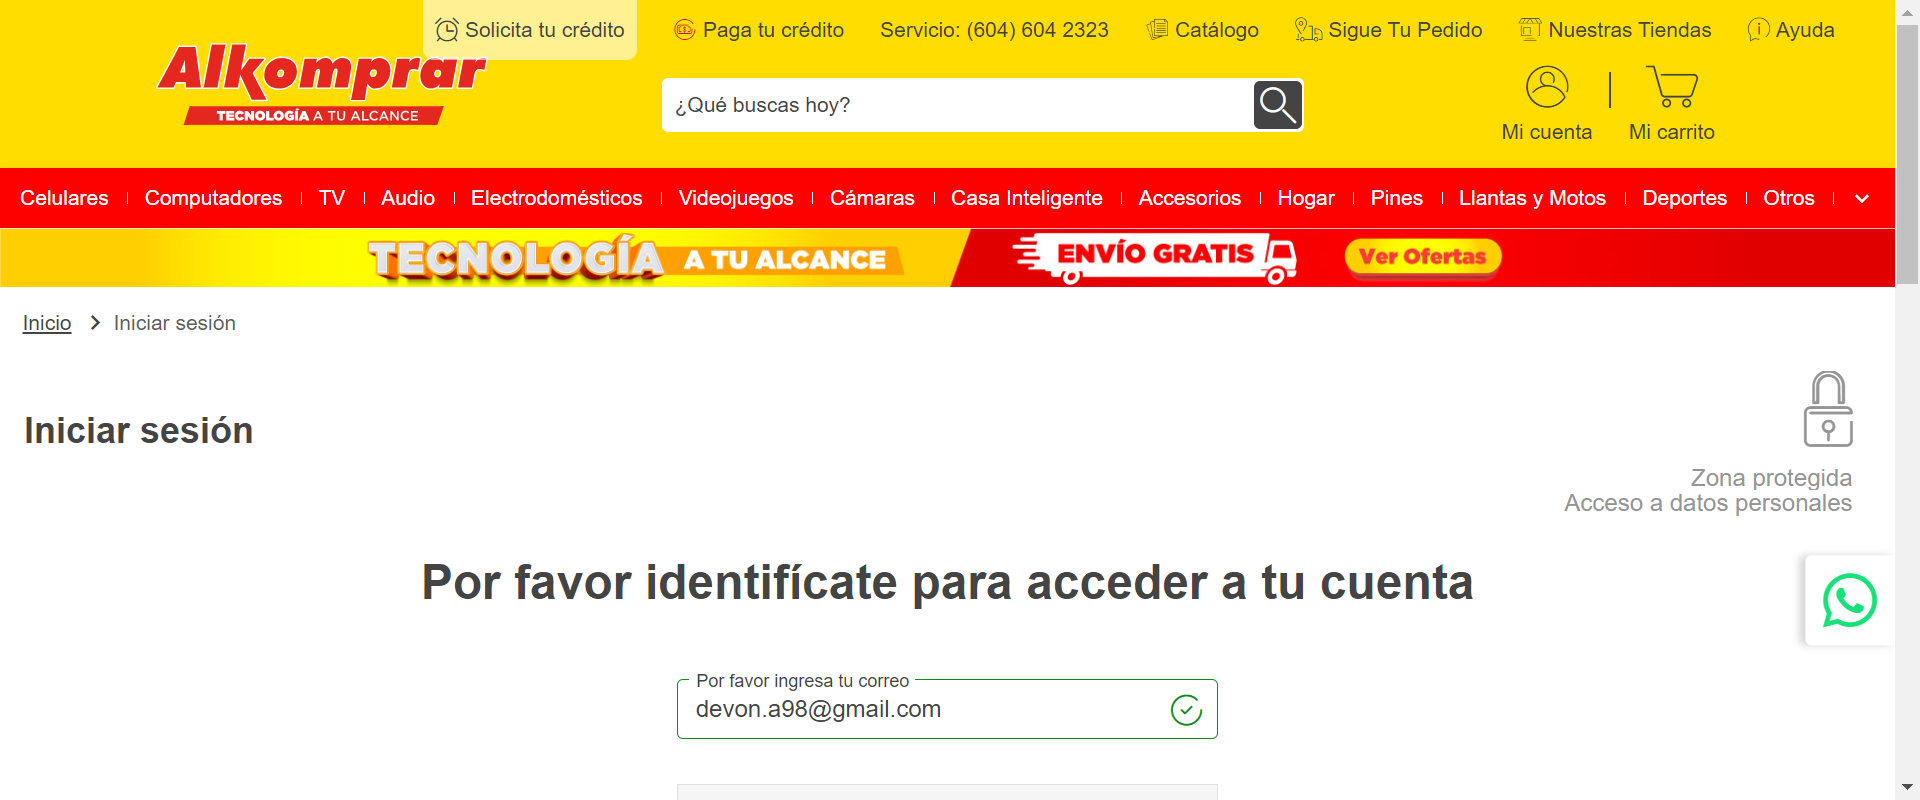 Solicita tu crédito
Paga tu crédito
Servicio: (604) 604 2323
Catálogo
Sigue Tu Pedido
Nuestras Tiendas
Ayuda
Alkomprar
TECNOLOGÍA A TU ALCANCE
¿Qué buscas hoy?
Mi cuenta
Mi carrito
Celulares
Computadores
TV
Audio
Electrodomésticos
Videojuegos
Cámaras
Casa Inteligente
Accesorios
Hogar
Pines
Llantas y Motos
Deportes
Otros
TECNOLOGÍA A TU ALCANCE
ENVÍO GRATIS
Ver Ofertas
Inicio
Iniciar sesión
Iniciar sesión
Zona protegida
Acceso a datos personales
Por favor identifícate para acceder a tu cuenta
Por favor ingresa tu correo
devon.a98@gmail.com